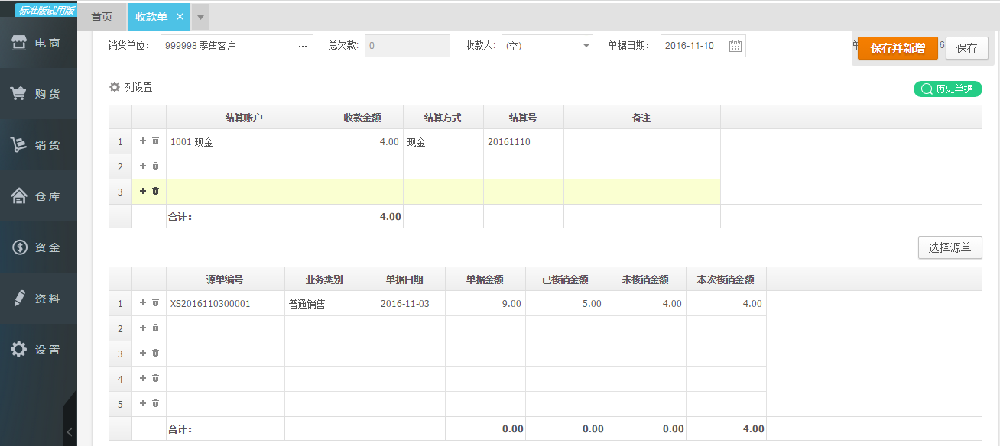 标准版试用版
首页 收款单
电商
购货
销货
仓库
资金
资料
设置
销货单位： 999998 零售客户 ... 总欠款: 0 收款人: (空) 单据日期： 2016-11-10 保存并新增 6 保存
列设置
历史单据
结算账户 收款金额 结算方式 结算号 备注
1 1001 现金 4.00 现金 20161110
2
3
合计： 4.00
选择源单
源单编号 业务类别 单据日期 单据金额 已核销金额 未核销金额 本次核销金额
1 XS2016110300001 普通销售 2016-11-03 9.00 5.00 4.00 4.00
2
3
4
5
合计： 0.00 0.00 0.00 4.00